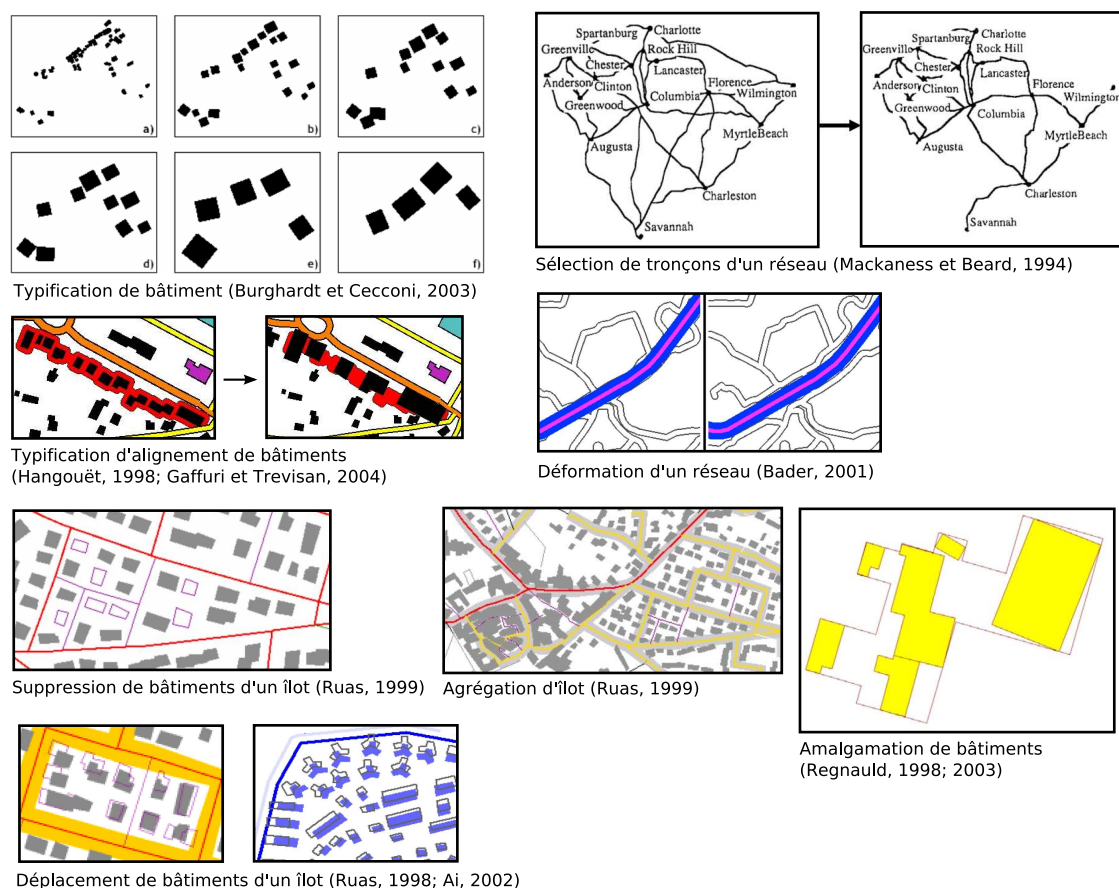 a)
b)
c)
d)
e)
f)
Typification de bâtiment (Burghardt et Cecconi, 2003)
Spartanburg
Charlotte
Greenville
Rock Hill
Chester
Lancaster
Anderson
Clinton
Florence
Greenwood
Columbia
Wilmington
MyrtleBeach
Augusta
Charleston
Savannah
Charlotte
Spartanburg
Rock Hill
Greenville
Chester
Lancaster
Florence
Anderson
Clinton
Wilmington
Greenwood
Columbia
MyrtleBeach
Augusta
Charleston
Savannah
Sélection de tronçons d'un réseau (Mackaness et Beard, 1994)
Typification d'alignement de bâtiments
(Hangouët, 1998; Gaffuri et Trevisan, 2004)
Déformation d'un réseau (Bader, 2001)
Suppression de bâtiments d'un îlot (Ruas, 1999)
Agrégation d'îlot (Ruas, 1999)
Amalgamation de bâtiments
(Regnauld, 1998; 2003)
Déplacement de bâtiments d'un îlot (Ruas, 1998; Ai, 2002)